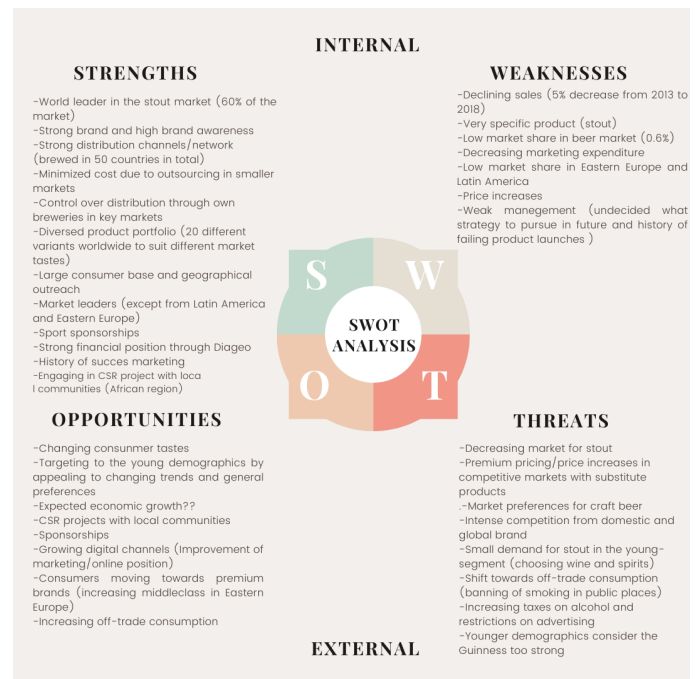 INTERNAL
STRENGTHS
-World leader in the stout market (60% of the
market)
-Strong brand and high brand awareness
-Strong distribution channels/network
(brewed in 50 countries in total)
-Minimized cost due to outsourcing in smaller
markets
-Control over distribution through own
breweries in key markets
-Diversed product portfolio (20 different
variants worldwide to suit different market
tastes)
-Large consumer base and geographical
outreach
-Market leaders (except from Latin America
and Eastern Europe)
-Sport sponsorships
-Strong financial position through Diageo
-History of succes marketing
-Engaging in CSR project with loca
l communities (African region)
WEAKNESSES
-Declining sales (5% decrease from 2013 to
2018)
-Very specific product (stout)
-Low market share in beer market (0.6%)
-Decreasing marketing expenditure
-Low market share in Eastern Europe and
Latin America
-Price increases
-Weak manegement (undecided what
strategy to pursue in future and history of
failing product launches )
S
W
SWOT
ANALYSIS
O
T
OPPORTUNITIES
-Changing consunmer tastes
-Targeting to the young demographics by
appealing to changing trends and general
preferences
-Expected economic growth??
-CSR projects with local communities
-Sponsorships
-Growing digital channels (Improvement of
marketing/online position)
-Consumers moving towards premium
brands (increasing middleclass in Eastern
Europe)
-Increasing off-trade consumption
THREATS
-Decreasing market for stout
-Premium pricing/price increases in
competitive markets with substitute
products
.-Market preferences for craft beer
-Intense competition from domestic and
global brand
-Small demand for stout in the young-
segment (choosing wine and spirits)
-Shift towards off-trade consumption
(banning of smoking in public places)
-Increasing taxes on alcohol and
restrictions on advertising
-Younger demographics consider the
Guinness too strong
EXTERNAL